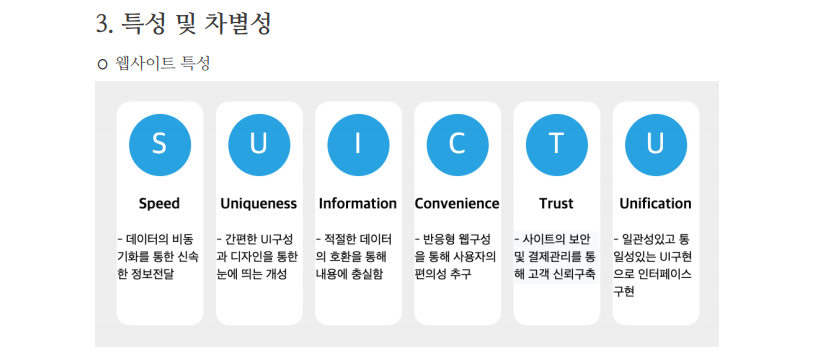 3. 특성 및 차별성
ㅇ 웹사이트 특성
S
U
I
C
T
U
Speed
Uniqueness
Information
Convenience
Trust
Unification
- 데이터의 비동
기화를 통한 신속
한 정보전달
- 간편한 UI구성
과 디자인을 통한
눈에 띄는 개성
- 적절한 데이터
의 호환을 통해
내용에 충실함
- 반응형 웹구성
을 통해 사용자의
편의성 추구
- 사이트의 보안
및 결제관리를 통
해 고객 신뢰구축
- 일관성있고 통
일성있는 UI구현
으로 인터페이스
구현